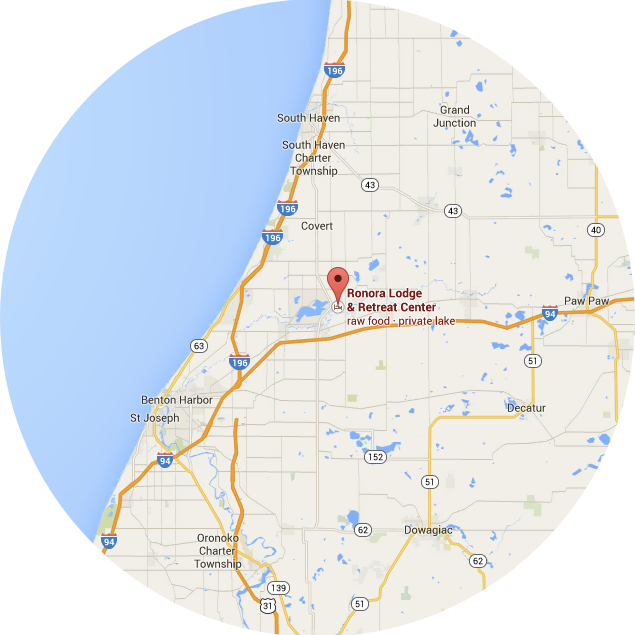 196
South Haven
Grand
Junction
South Haven
Charter
Township
43
196
43
Covert
40
196
Ronora Lodge
& Retreat Center
raw food · private lake
Paw Paw
94
63
196
51
Benton Harbor
St Joseph
Decatur
94
152
51
62
Dowagiac
94
Oronoko
Charter
Township
62
139
31
51